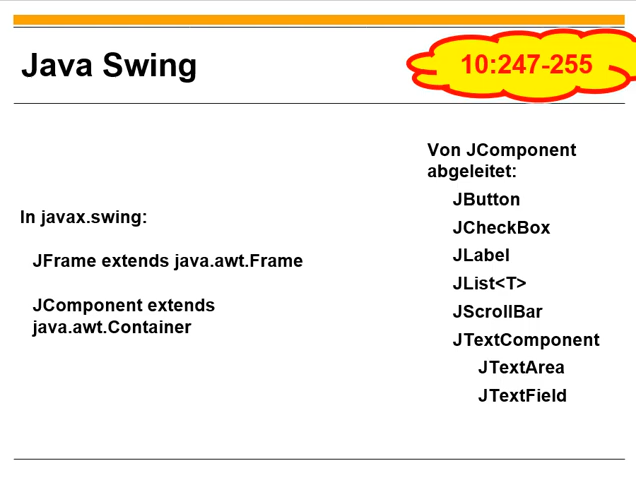 Java Swing
10:247-255
In javax.swing:
JFrame extends java.awt.Frame
JComponent extends
java.awt.Container
Von JComponent
abgeleitet:
JButton
JCheckBox
JLabel
JList<T>
JScrollBar
JTextComponent
JTextArea
JTextField